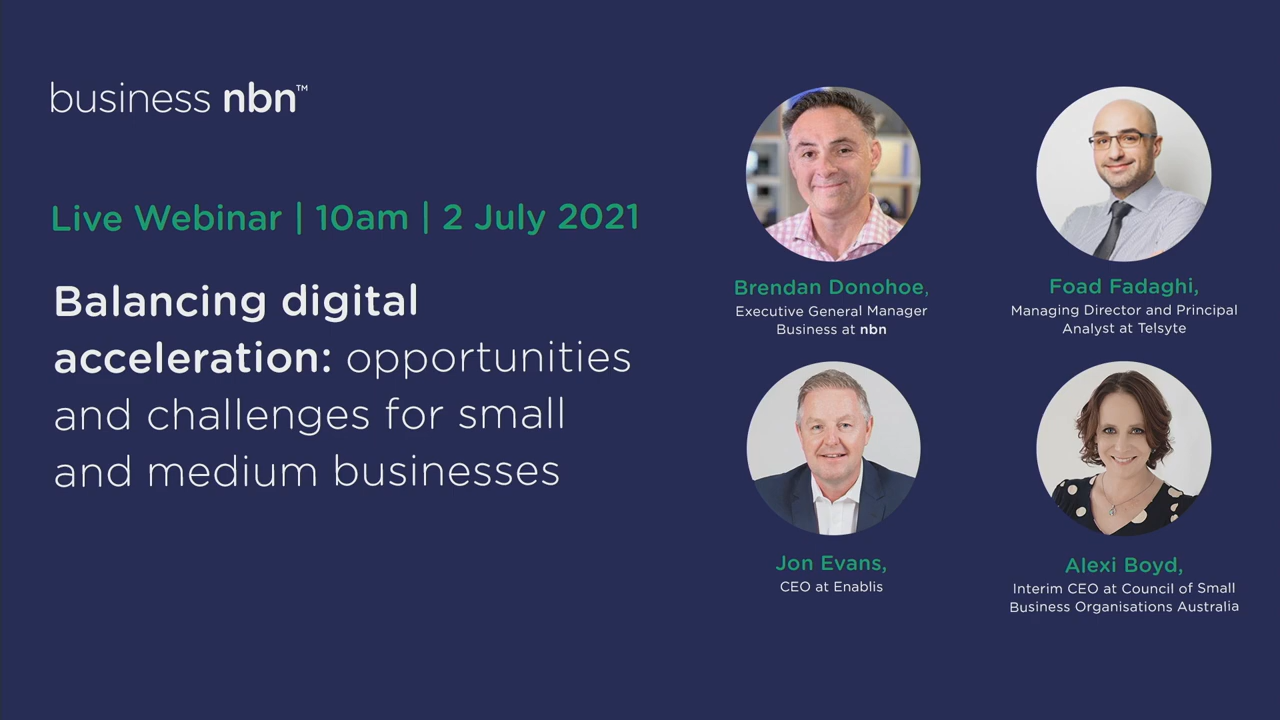 business nbn™
Live Webinar | 10am | 2 July 2021
Balancing digital
acceleration: opportunities
and challenges for small
and medium businesses
Brendan Donohoe,
Executive General Manager
Business at nbn
Foad Fadaghi,
Managing Director and Principal
Analyst at Telsyte
Jon Evans,
CEO at Enablis
Alexi Boyd,
Interim CEO at Council of Small
Business Organisations Australia